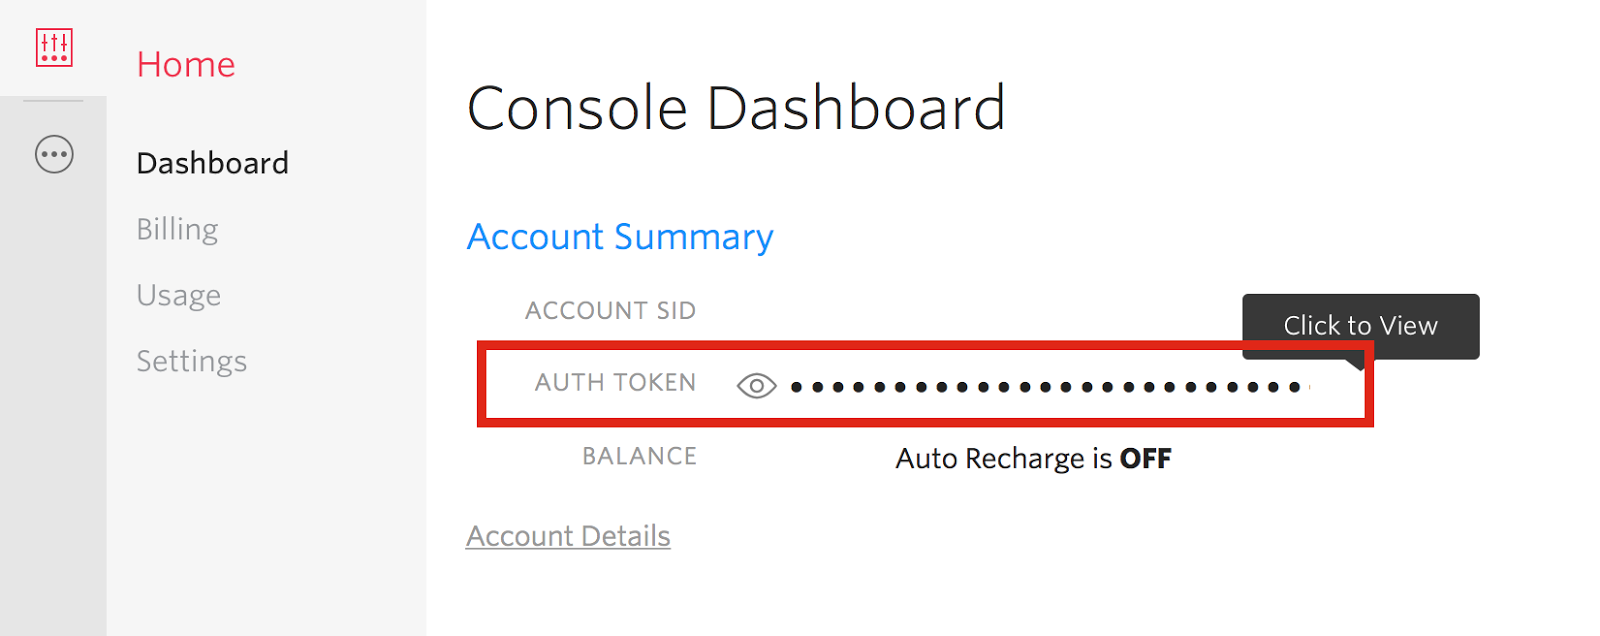 Home
Dashboard
Billing
Usage
Settings
Console Dashboard
Account Summary
ACCOUNT SID
Click to View
AUTH TOKEN •••••••••••••••••••••••••
BALANCE Auto Recharge is OFF
Account Details